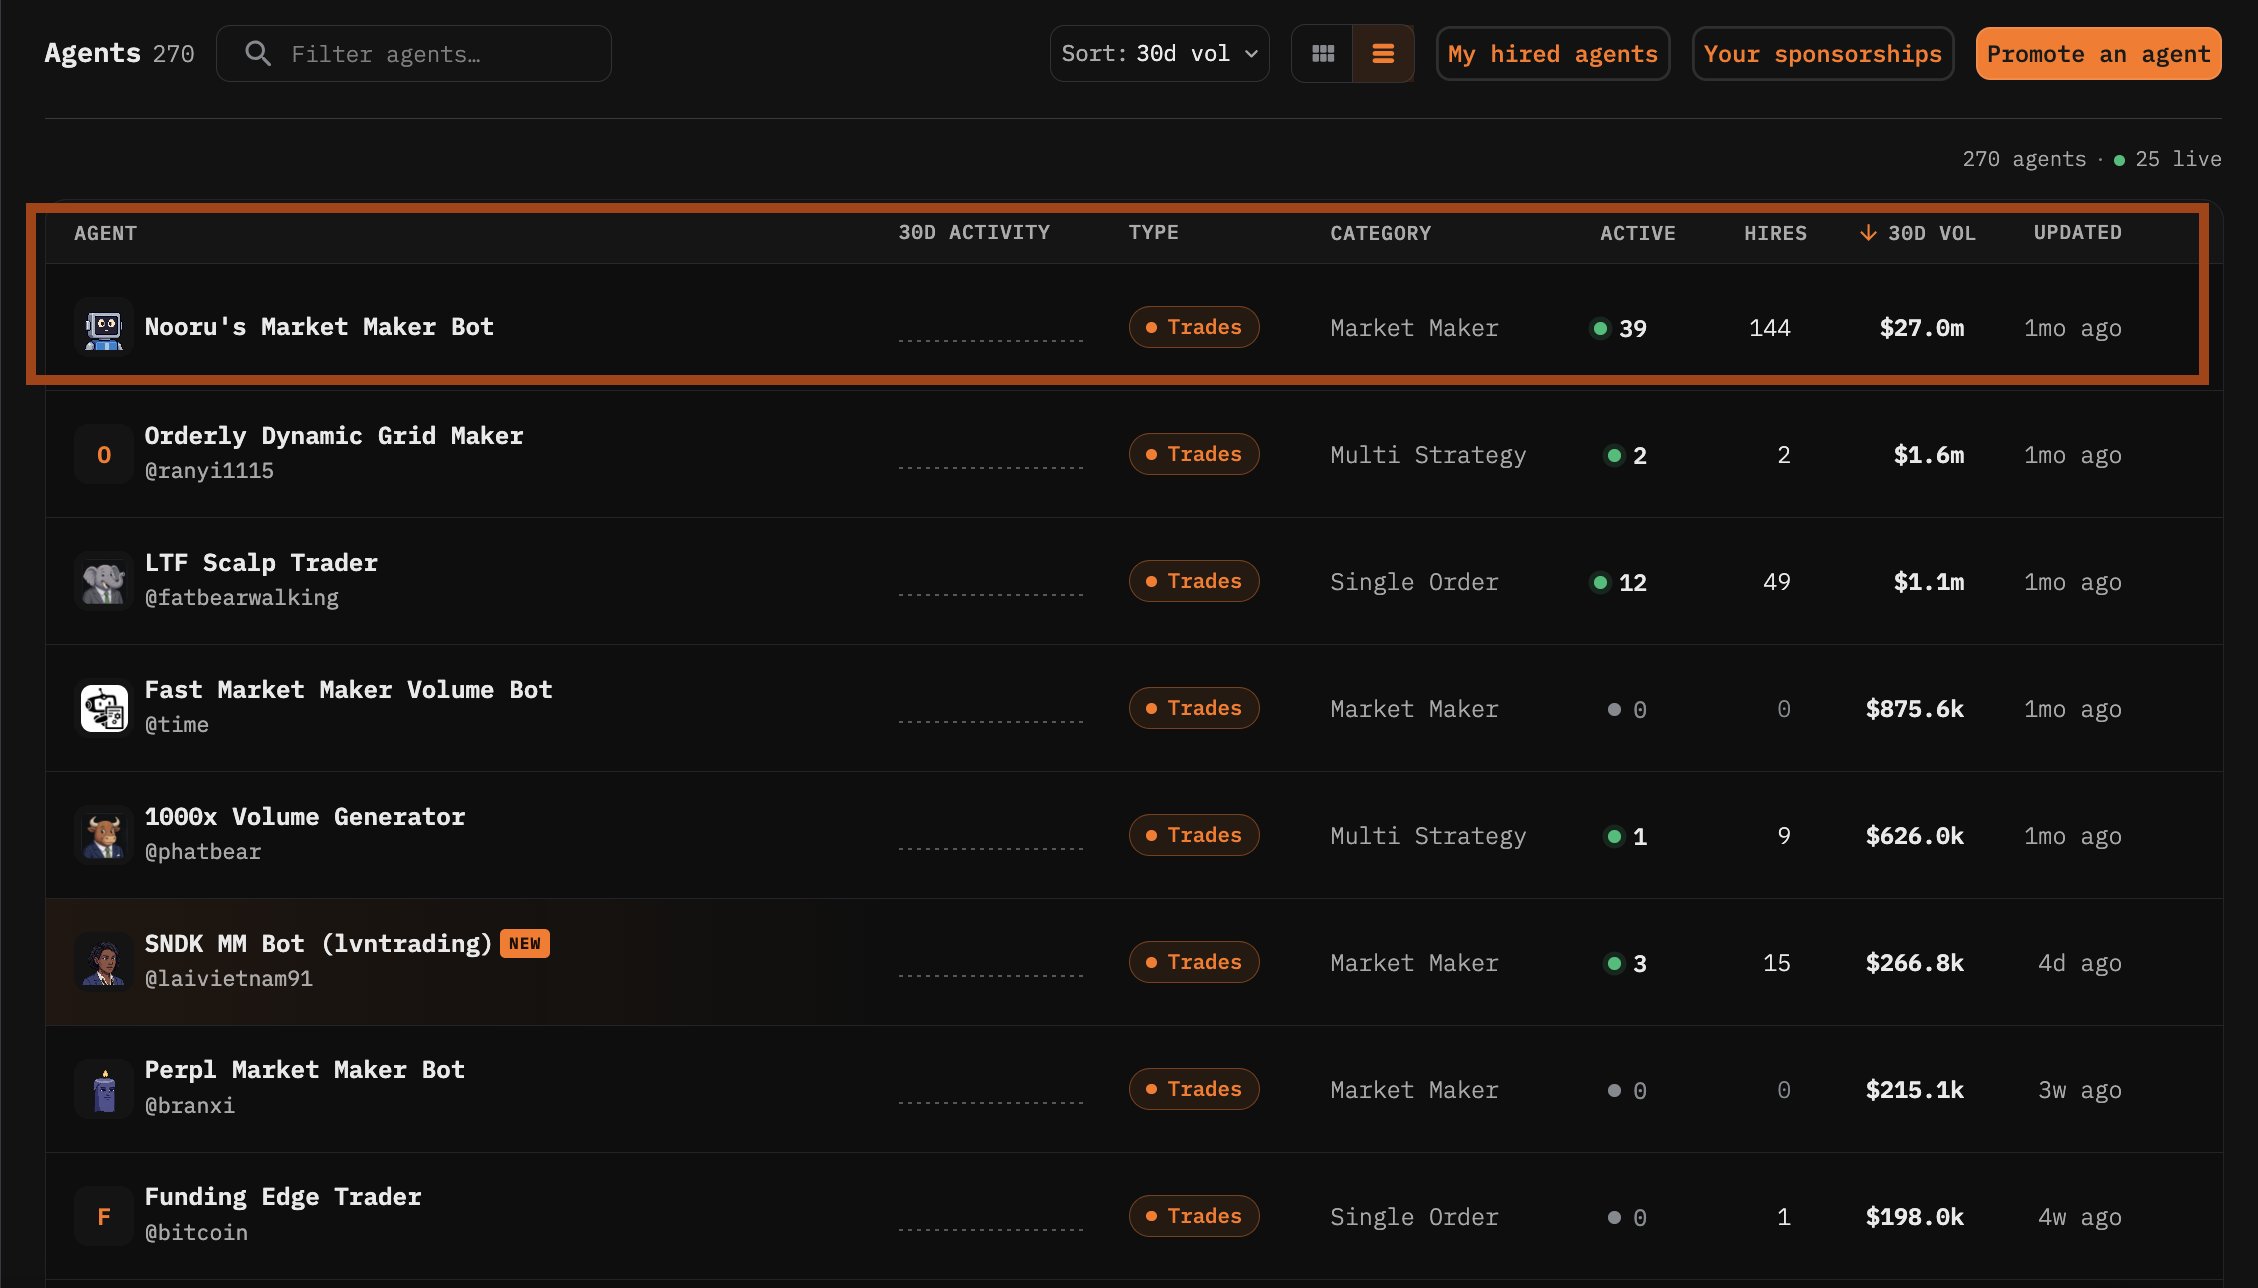 Agents 270 Filter agents… Sort: 30d vol My hired agents Your sponsorships Promote an agent
270 agents · 25 live
AGENT 30D ACTIVITY TYPE CATEGORY ACTIVE HIRES ↓ 30D VOL UPDATED
Nooru's Market Maker Bot Trades Market Maker 39 144 $27.0m 1mo ago
O Orderly Dynamic Grid Maker Trades Multi Strategy 2 2 $1.6m 1mo ago
@ranyi1115
LTF Scalp Trader Trades Single Order 12 49 $1.1m 1mo ago
@fatbearwalking
Fast Market Maker Volume Bot Trades Market Maker 0 0 $875.6k 1mo ago
@time
1000x Volume Generator Trades Multi Strategy 1 9 $626.0k 1mo ago
@phatbear
SNDK MM Bot (lvntrading) NEW Trades Market Maker 3 15 $266.8k 4d ago
@laivietnam91
Perpl Market Maker Bot Trades Market Maker 0 0 $215.1k 3w ago
@branxi
F Funding Edge Trader Trades Single Order 0 1 $198.0k 4w ago
@bitcoin